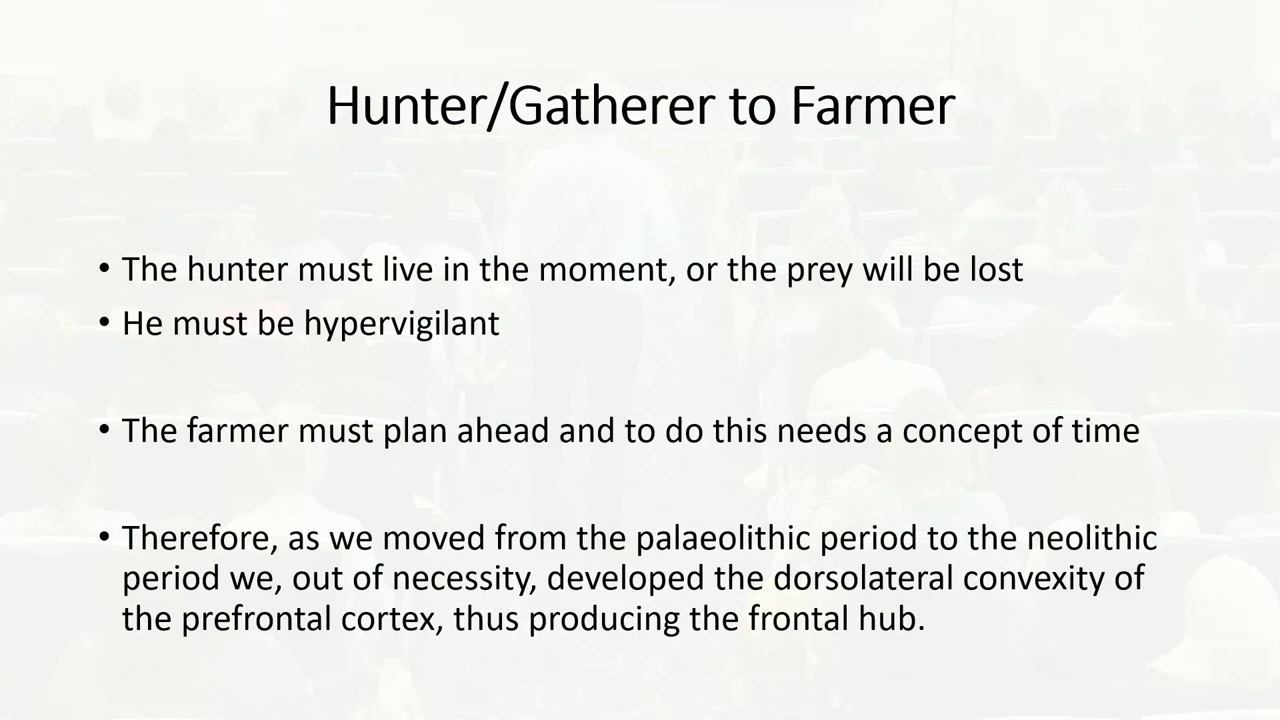 Hunter/Gatherer to Farmer
• The hunter must live in the moment, or the prey will be lost
• He must be hypervigilant
• The farmer must plan ahead and to do this needs a concept of time
• Therefore, as we moved from the palaeolithic period to the neolithic
period we, out of necessity, developed the dorsolateral convexity of
the prefrontal cortex, thus producing the frontal hub.